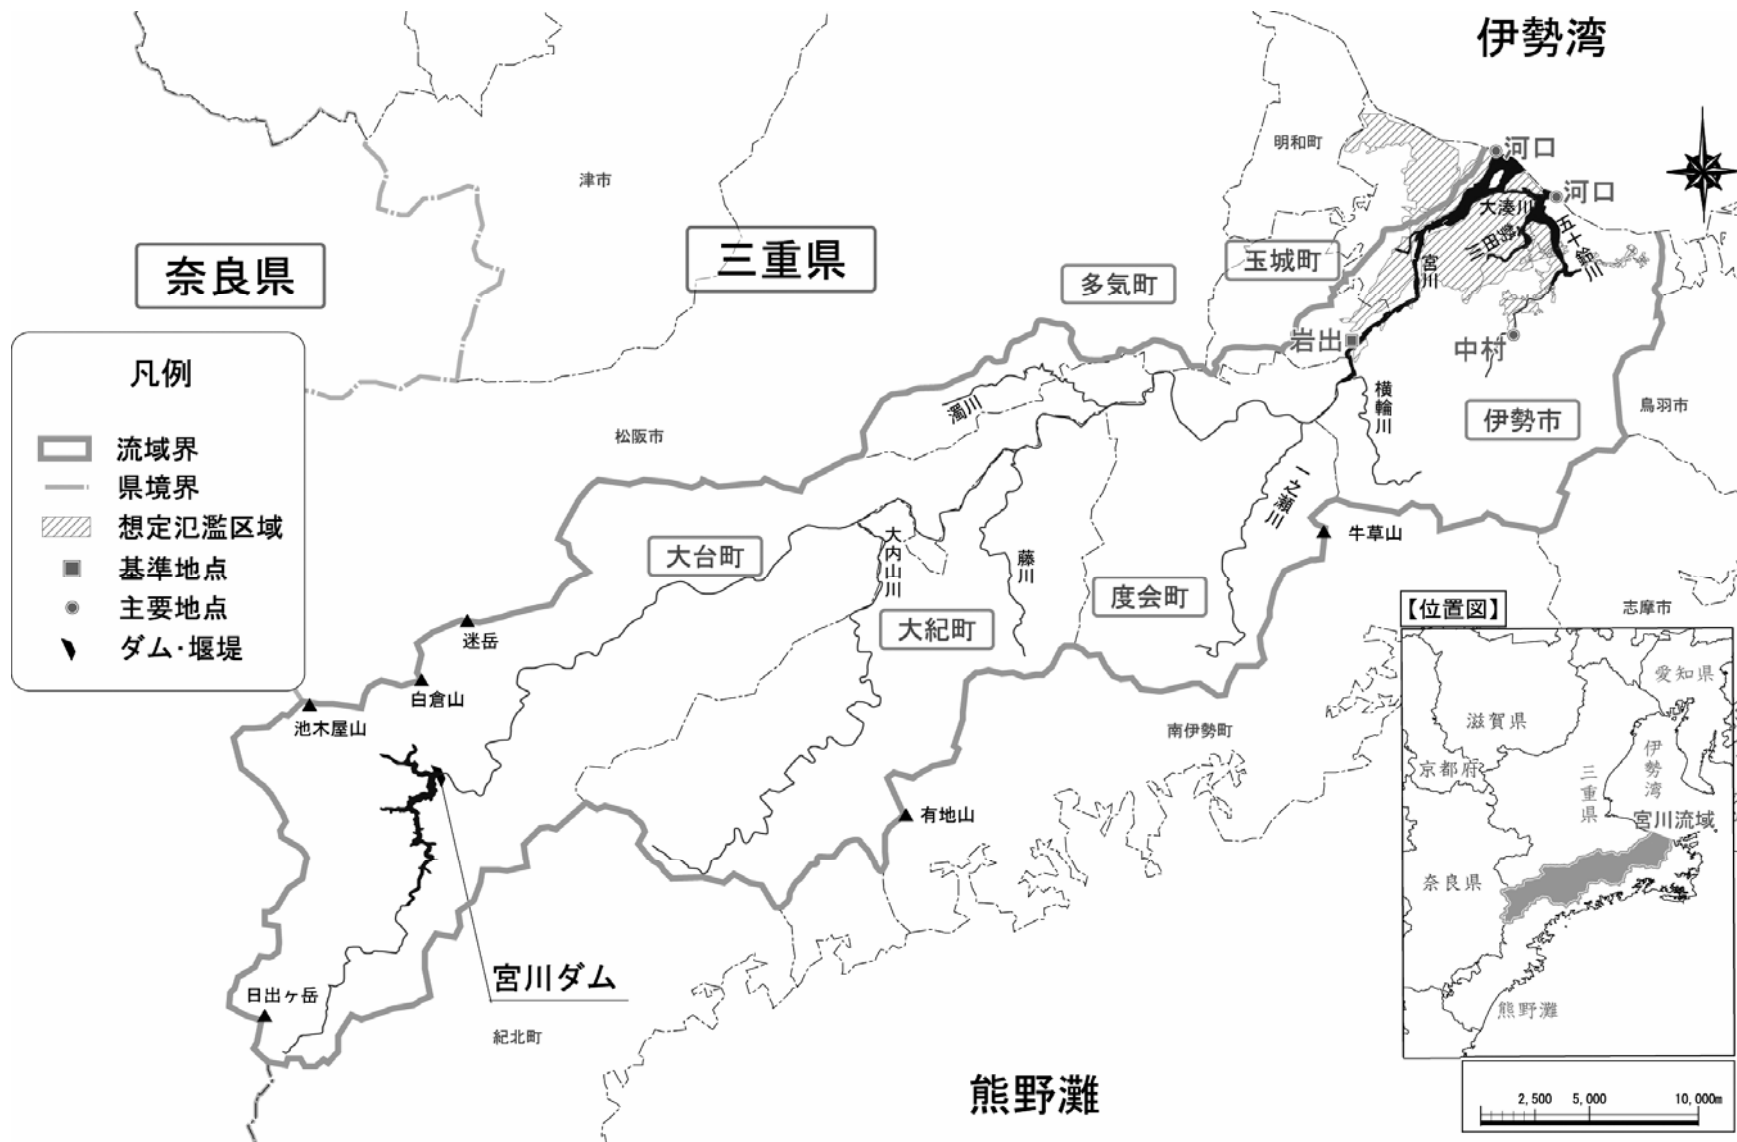 伊勢湾
明和町
河口
津市
河口
大湊川
五十鈴川
勢田川
三重県
玉城町
宮川
奈良県
多気町
岩出
中村
凡例
横輪川
濁川
鳥羽市
伊勢市
松阪市
流域界
県境界
一之瀬川
想定氾濫区域
牛草山
大内山川
大台町
藤川
基準地点
度会町
主要地点
志摩市
【位置図】
大紀町
ダム・堰堤
迷岳
愛知県
白倉山
滋賀県
池木屋山
南伊勢町
伊勢湾
京都府
三重県
有地山
宮川流域
奈良県
宮川ダム
日出ヶ岳
熊野灘
紀北町
熊野灘
2,500 5,000 10,000m